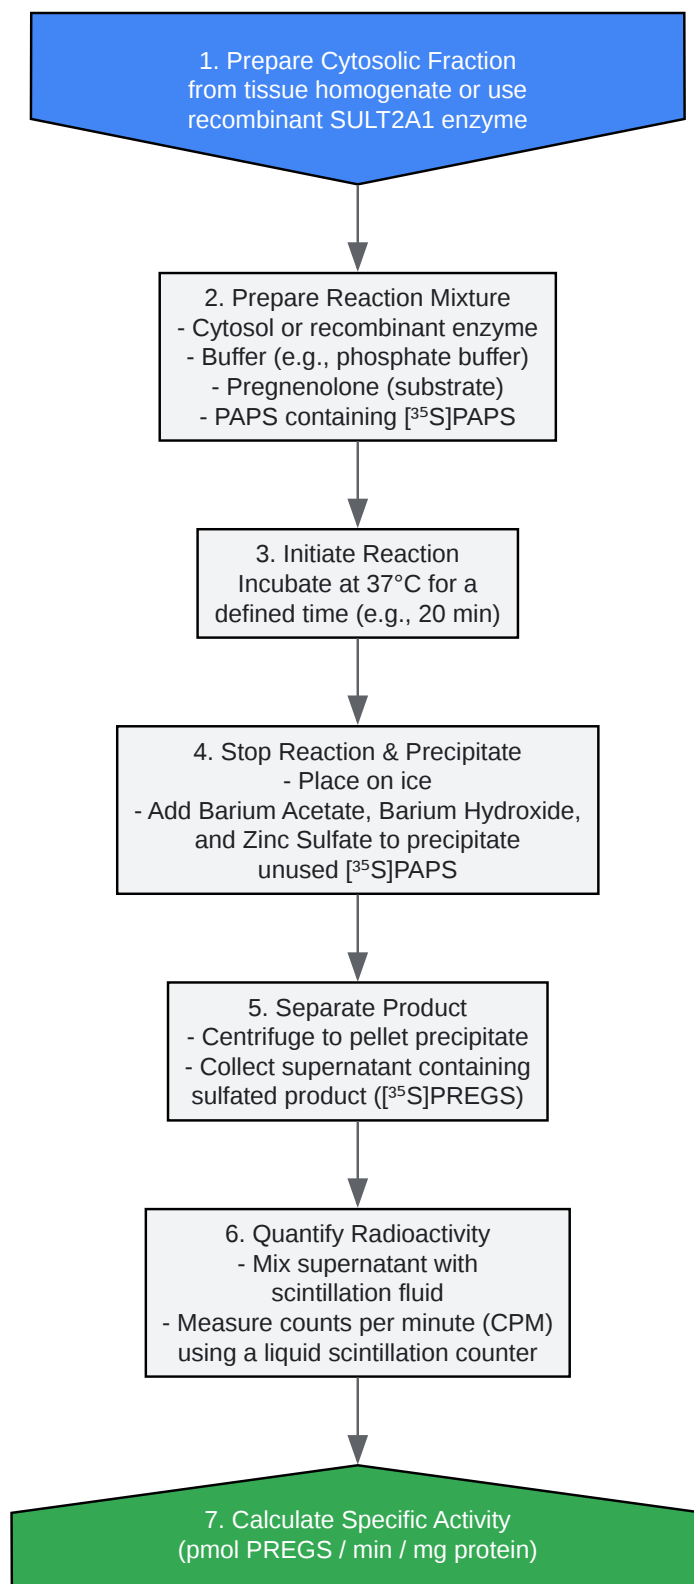 1. Prepare Cytosolic Fraction
from tissue homogenate or use
recombinant SULT2A1 enzyme
2. Prepare Reaction Mixture
- Cytosol or recombinant enzyme
- Buffer (e.g., phosphate buffer)
- Pregnenolone (substrate)
- PAPS containing [³⁵S]PAPS
3. Initiate Reaction
Incubate at 37°C for a
defined time (e.g., 20 min)
4. Stop Reaction & Precipitate
- Place on ice
- Add Barium Acetate, Barium Hydroxide,
and Zinc Sulfate to precipitate
unused [³⁵S]PAPS
5. Separate Product
- Centrifuge to pellet precipitate
- Collect supernatant containing
sulfated product ([³⁵S]PREGS)
6. Quantify Radioactivity
- Mix supernatant with
scintillation fluid
- Measure counts per minute (CPM)
using a liquid scintillation counter
7. Calculate Specific Activity
(pmol PREGS / min / mg protein)